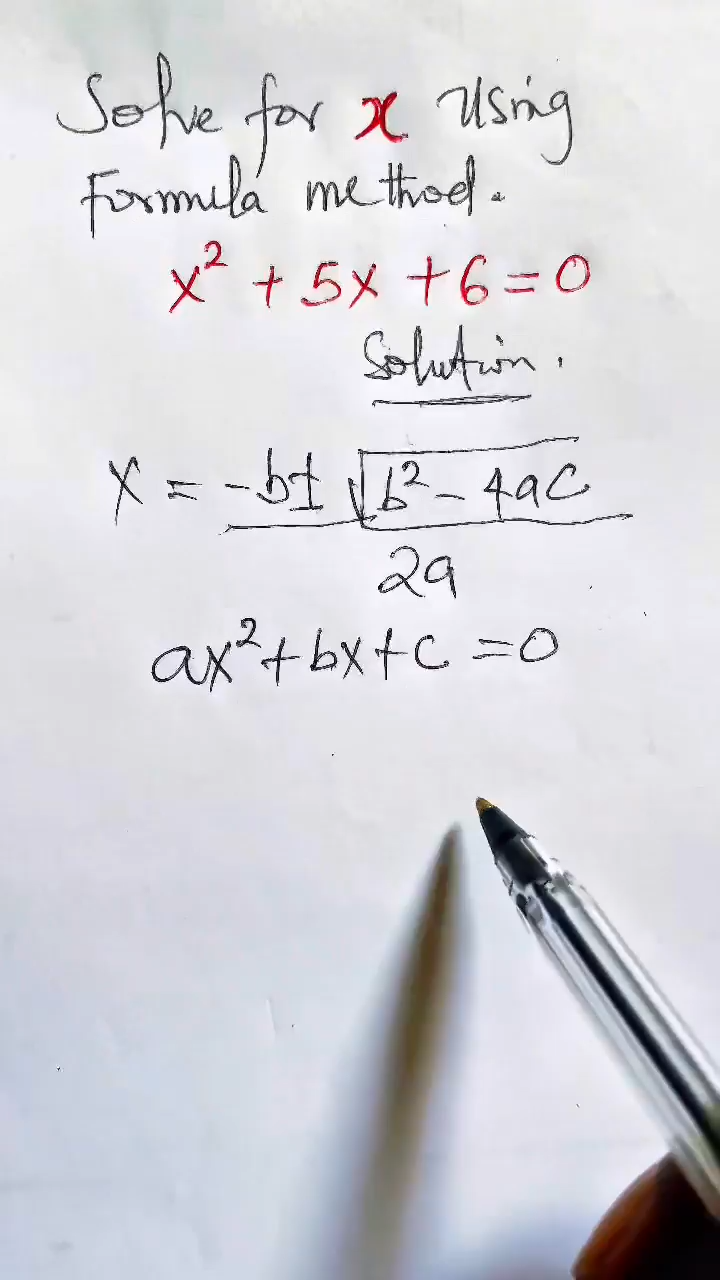 Solve for x Using
Formula method.
x² + 5x + 6 = 0
Solution.
x = -b± √b² - 4ac
2a
ax² + bx + c = 0